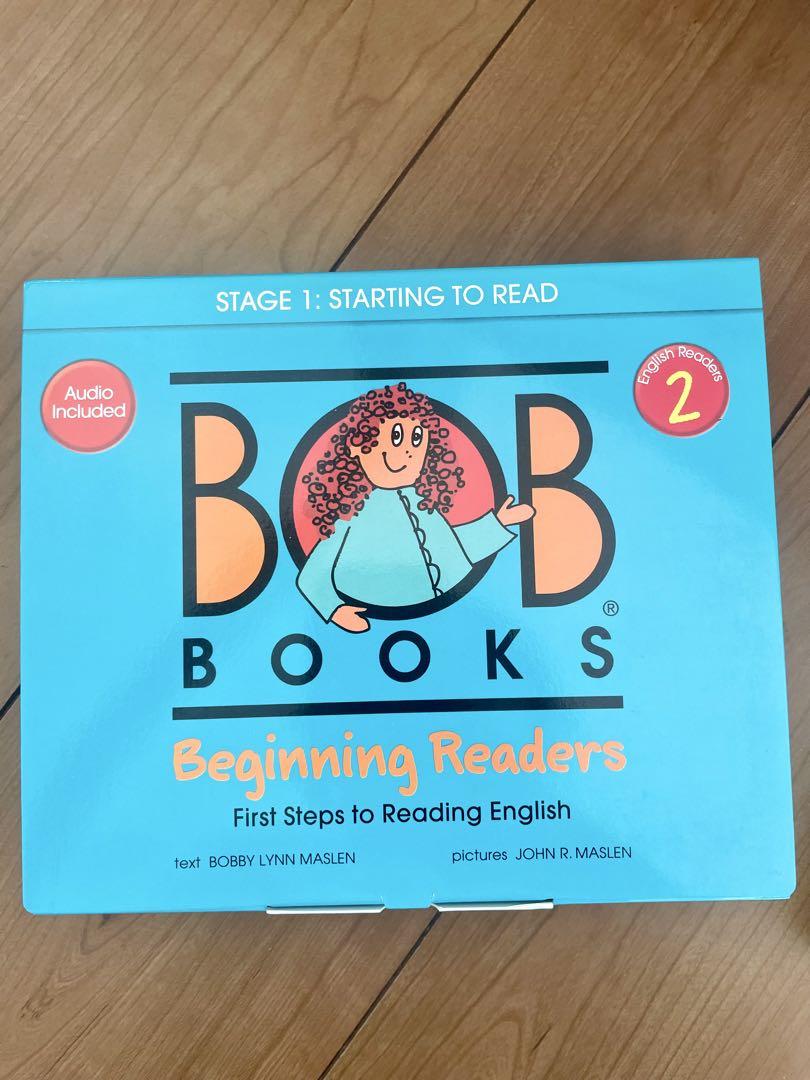 STAGE 1: STARTING TO READ
Audio
Included
English Readers
2
BOB
BOOKS®
Beginning Readers
First Steps to Reading English
text BOBBY LYNN MASLEN
pictures JOHN R. MASLEN